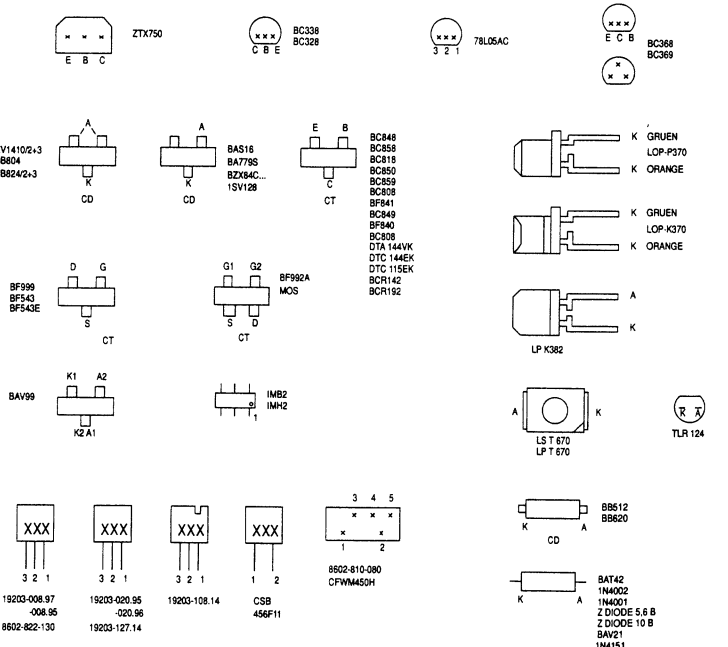 ZTX750
E B C
BC338
BC328
C B E
78L05AC
3 2 1
E C B
BC368
BC369
A
V1410/2+3
B804
B824/2+3
K
CD
A
BAS16
BA779S
BZX84C...
1SV128
K
CD
E B
C
CT
BC848
BC858
BC818
BC850
BC859
BC808
BF841
BC849
BF840
BC808
DTA 144VK
DTC 144EK
DTC 115EK
BCR142
BCR192
K GRUEN
LOP-P370
K ORANGE
K GRUEN
LOP-K370
K ORANGE
D G
BF999
BF543
BF543E
S
CT
G1 G2
BF992A
MOS
S D
CT
A
K
LP K382
BAV99
K1 A2
K2 A1
IMB2
IMH2
1
A K
LS T 670
LP T 670
K A
TLR 124
XXX
3 2 1
19203-008.97
-008.95
8602-822-130
XXX
3 2 1
19203-020.95
-020.96
19203-127.14
XXX
3 2 1
19203-108.14
XXX
1 2
CSB
456F11
3 4 5
1 2
8602-810-080
CFWM450H
BB512
BB620
K A
CD
K A
BAT42
1N4002
1N4001
Z DIODE 5,6 B
Z DIODE 10 B
BAV21
1N4151